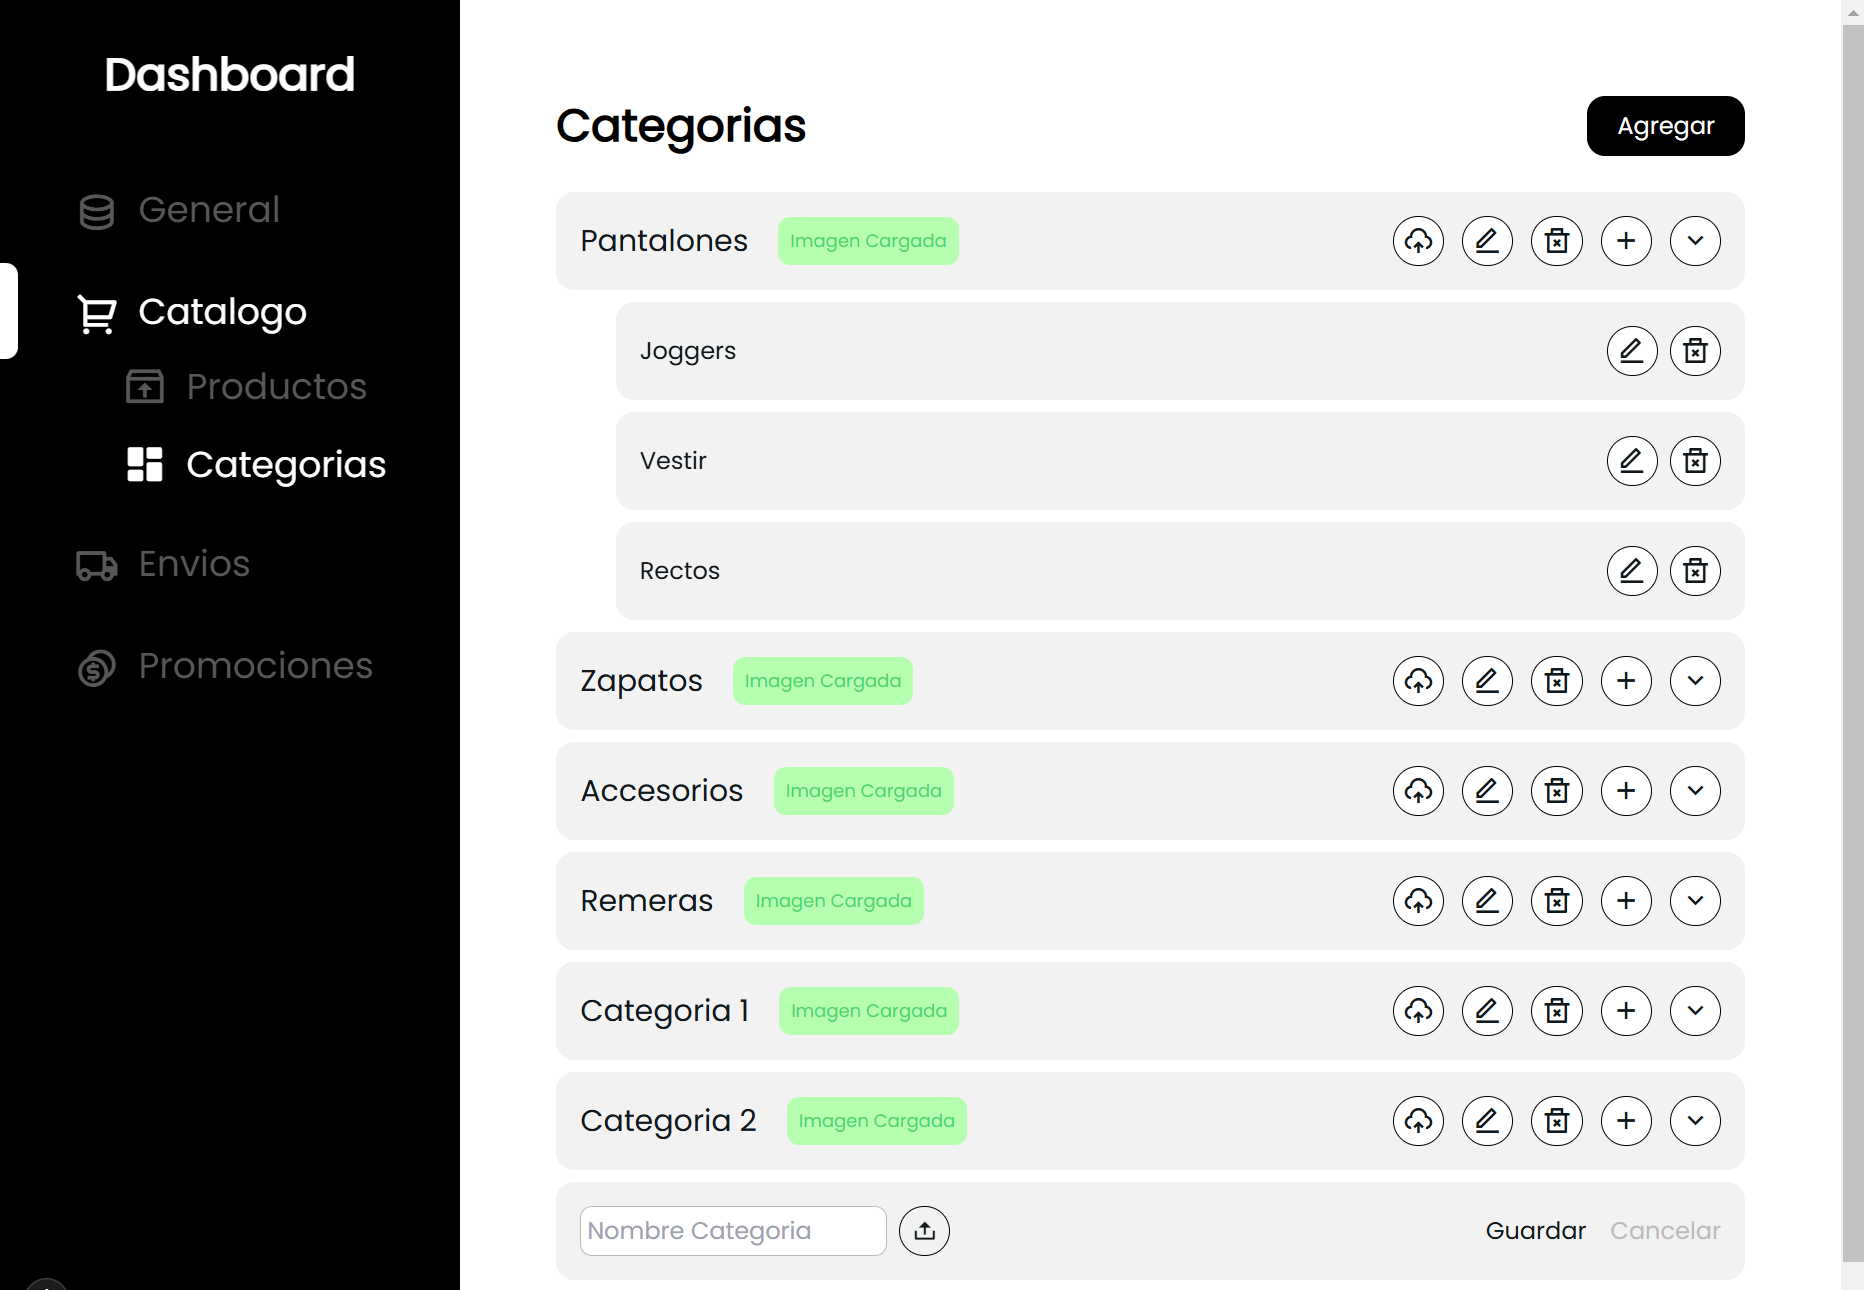 Dashboard
General
Catalogo
Productos
Categorias
Envios
Promociones
Categorias
Agregar
Pantalones Imagen Cargada
Joggers
Vestir
Rectos
Zapatos Imagen Cargada
Accesorios Imagen Cargada
Remeras Imagen Cargada
Categoria 1 Imagen Cargada
Categoria 2 Imagen Cargada
Nombre Categoria Guardar Cancelar